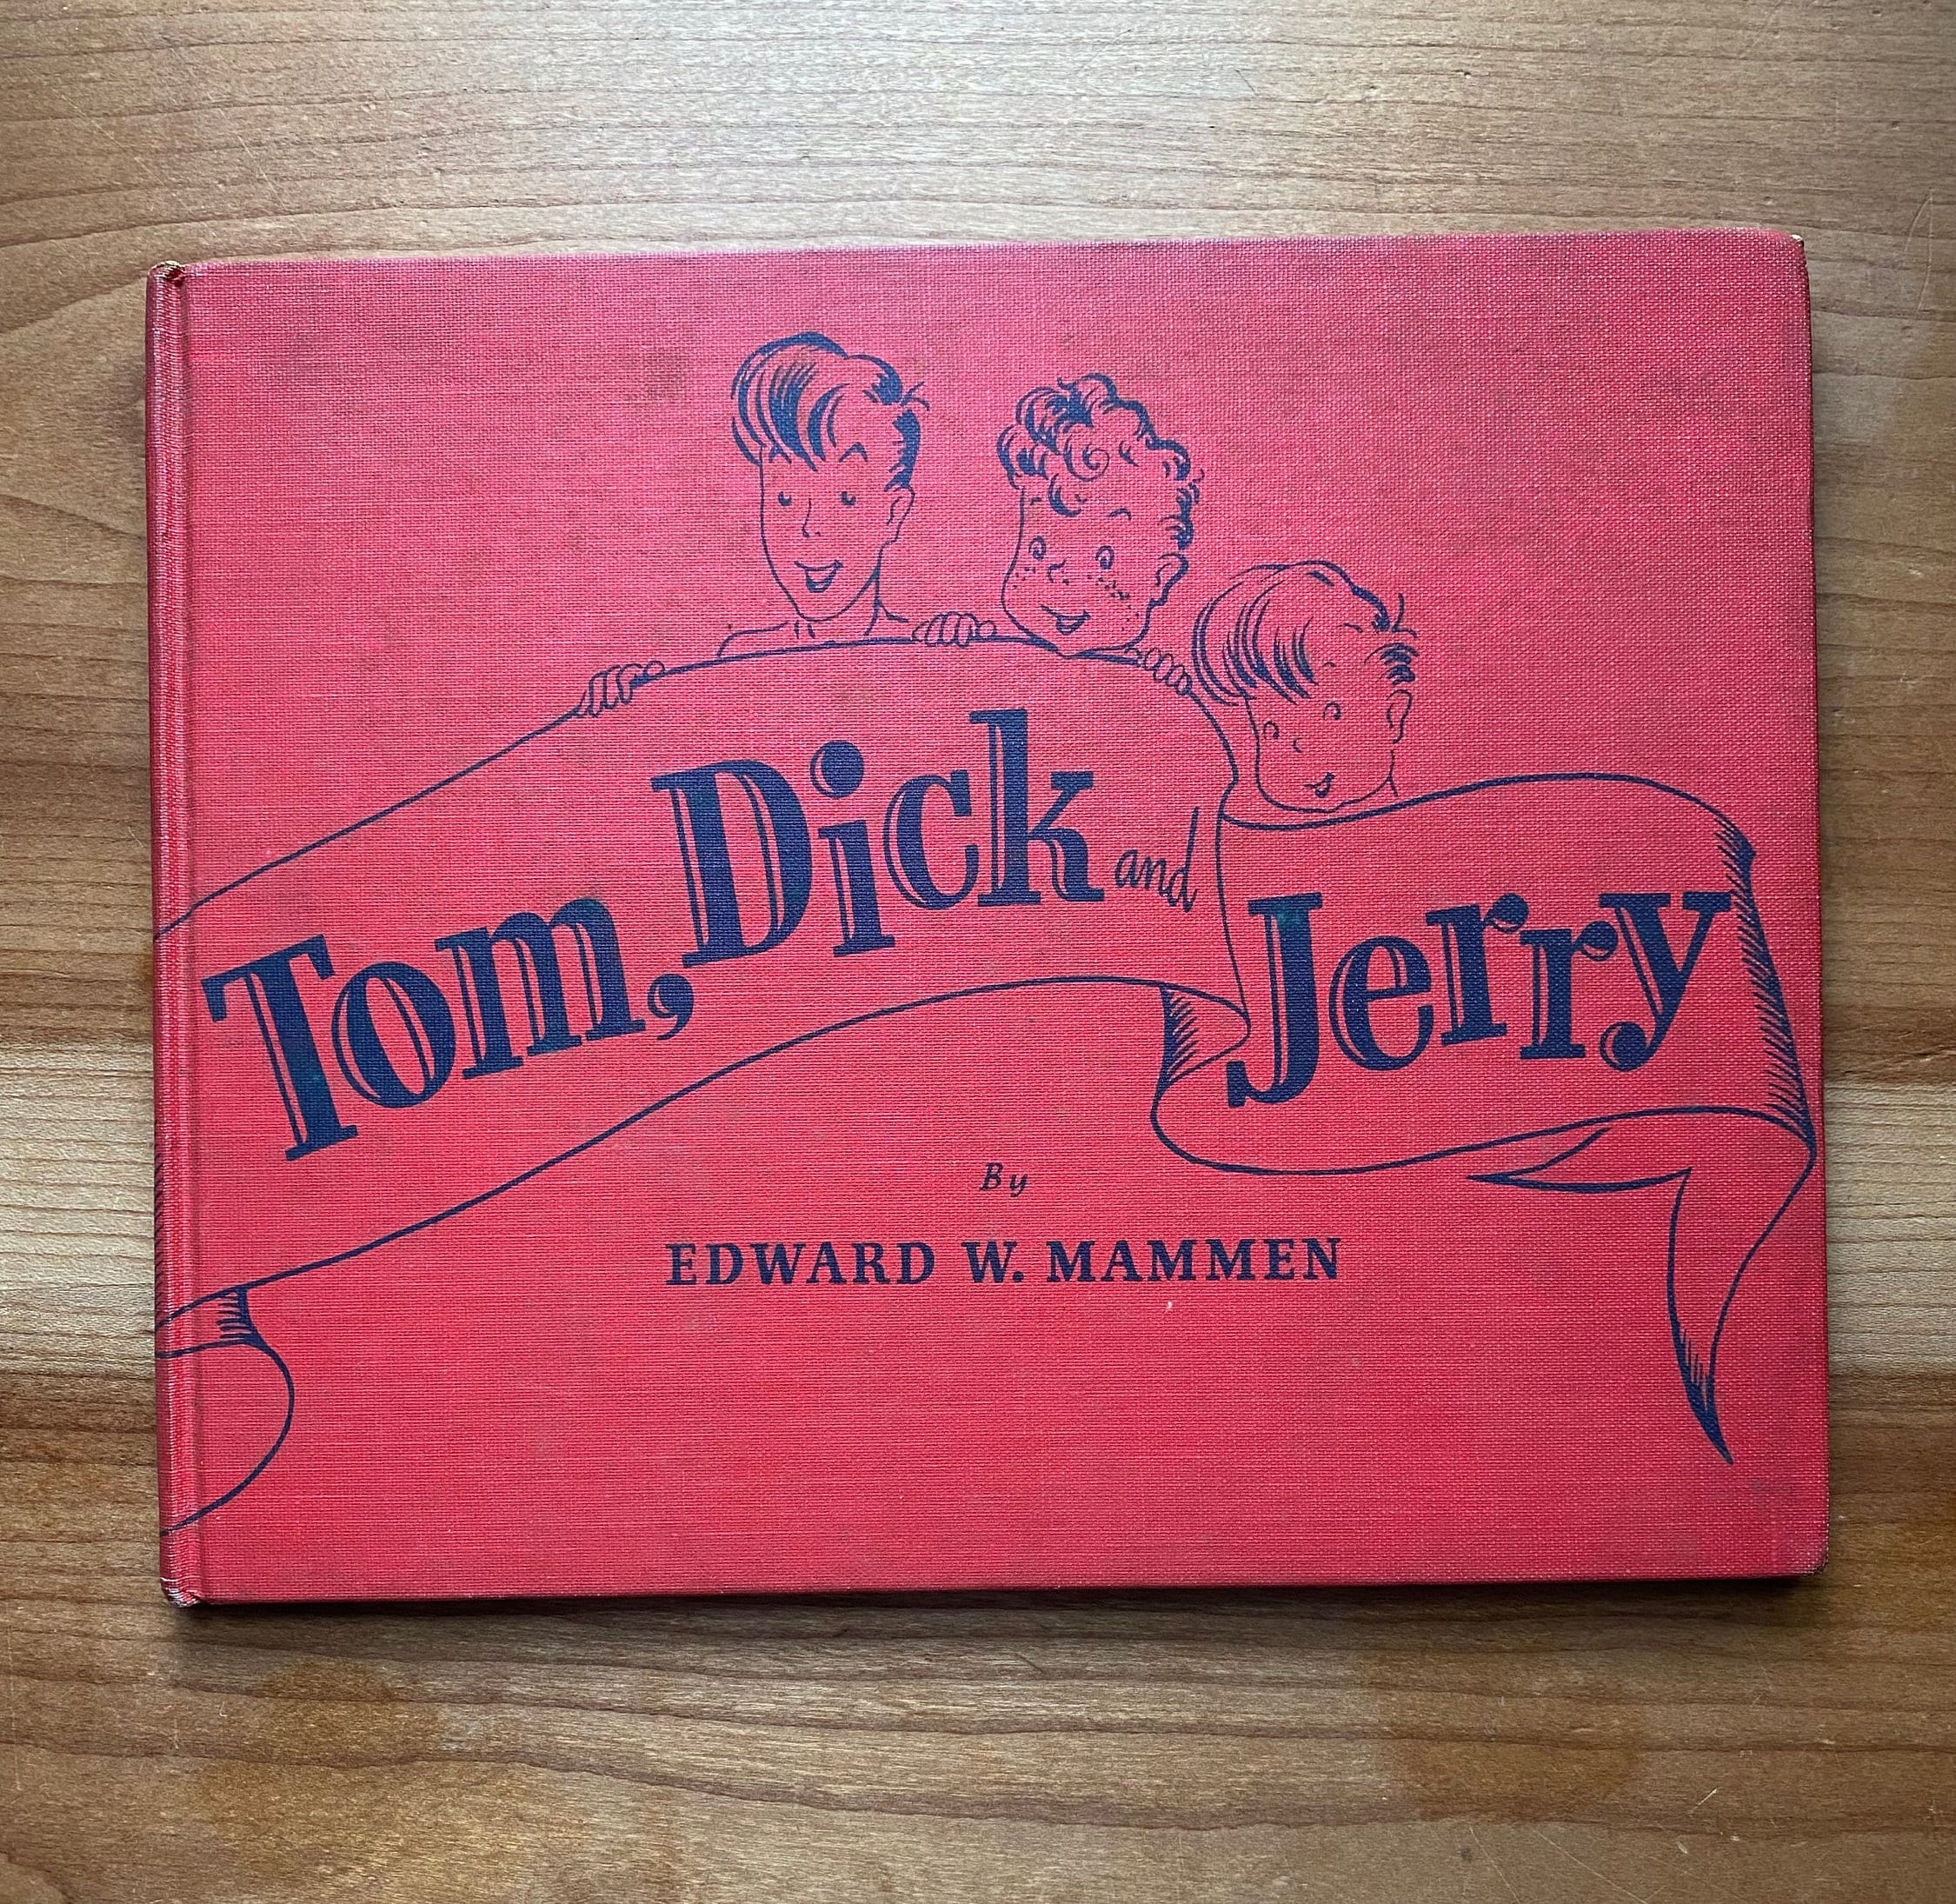 Tom, Dick and Jerry
By
EDWARD W. MAMMEN